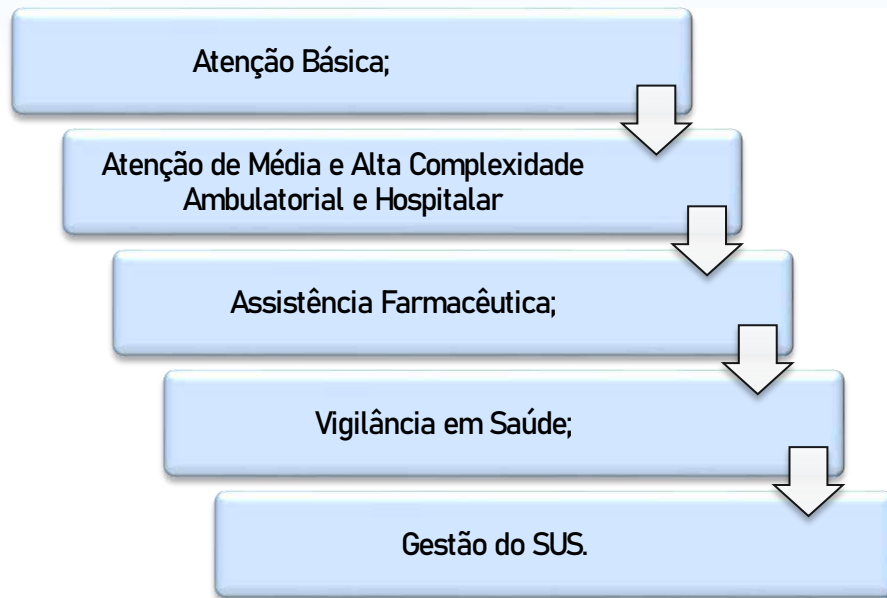 Atenção Básica;
Atenção de Média e Alta Complexidade
Ambulatorial e Hospitalar
Assistência Farmacêutica;
Vigilância em Saúde;
Gestão do SUS.